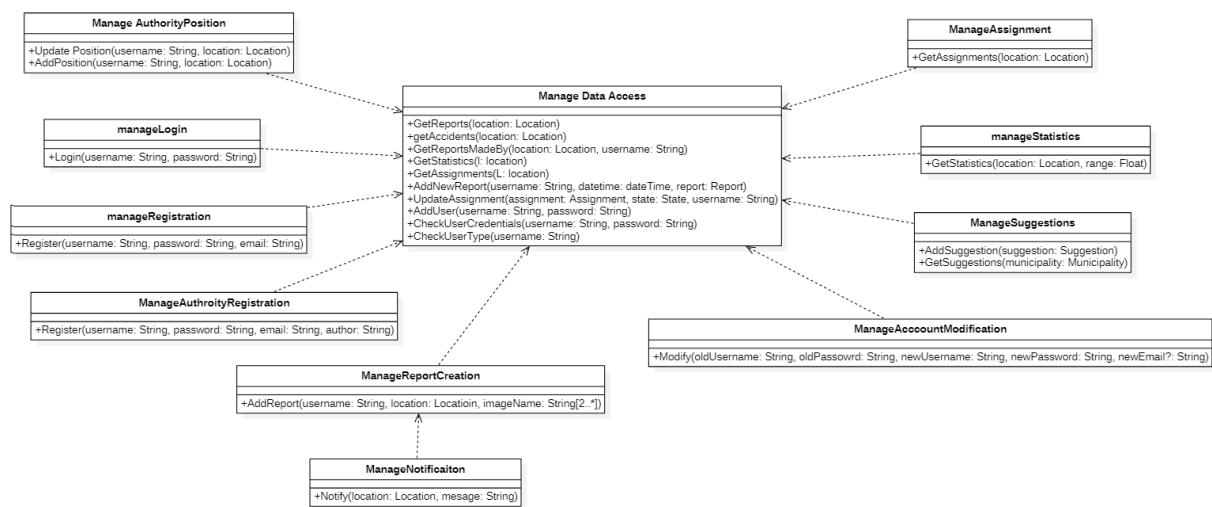 Manage AuthorityPosition
+Update Position(username: String, location: Location)
+AddPosition(username: String, location: Location)
ManageAssignment
+GetAssignments(location: Location)
Manage Data Access
+GetReports(location: Location)
+getAccidents(location: Location)
+GetReportsMadeBy(location: Location, username: String)
+GetStatistics(l: location)
+GetAssignments(L: location)
+AddNewReport(username: String, datetime: dateTime, report: Report)
+UpdateAssignment(assignment: Assignment, state: State, username: String)
+AddUser(username: String, password: String)
+CheckUserCredentials(username: String, password: String)
+CheckUserType(username: String)
manageLogin
+Login(username: String, password: String)
manageStatistics
+GetStatistics(location: Location, range: Float)
manageRegistration
+Register(username: String, password: String, email: String)
ManageSuggestions
+AddSuggestion(suggestion: Suggestion)
+GetSuggestions(municipality: Municipality)
ManageAuthroityRegistration
+Register(username: String, password: String, email: String, author: String)
ManageAcccountModification
+Modify(oldUsername: String, oldPassowrd: String, newUsername: String, newPassword: String, newEmail?: String)
ManageReportCreation
+AddReport(username: String, location: Locatioin, imageName: String[2..*])
ManageNotificaiton
+Notify(location: Location, mesage: String)